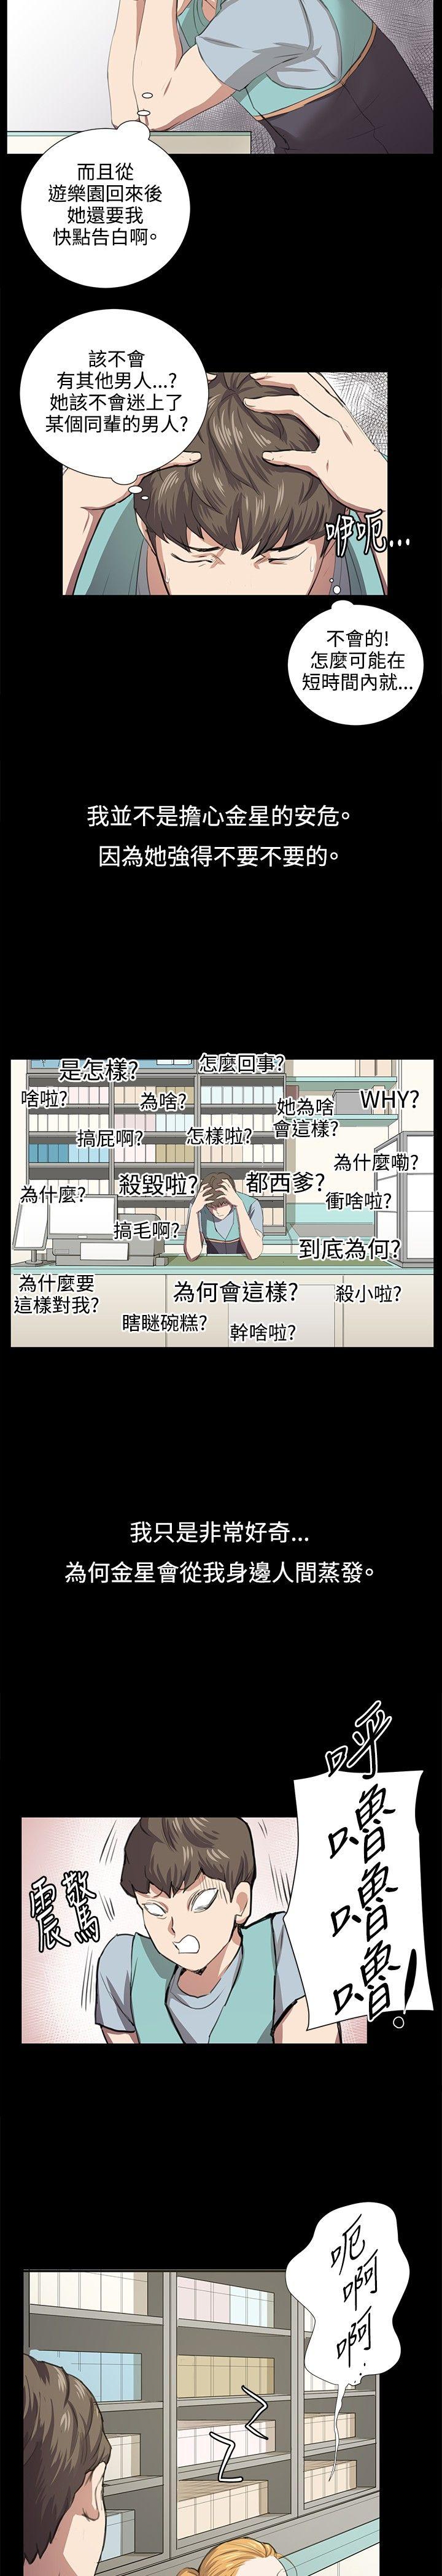 而且從
遊樂園回來後
她還要我
快點告白啊。
該不會
有其他男人...?
她該不會迷上了
某個同輩的男人?
咿呃...
不會的!
怎麼可能在
短時間內就...
我並不是擔心金星的安危。
因為她強得不要不要的。
是怎樣?
怎麼回事?
啥啦?
為啥?
她為啥
會這樣?
WHY?
搞屁啊?
怎樣啦?
為什麼嘞?
為什麼?
殺毀啦?
都西爹?
衝啥啦?
搞毛啊?
到底為何?
為什麼要
這樣對我?
為何會這樣?
殺小啦?
瞎瞇碗糕?
幹啥啦?
我只是非常好奇...
為何金星會從我身邊人間蒸發。
呼嚕嚕嚕!
震驚
呃啊啊...
zz